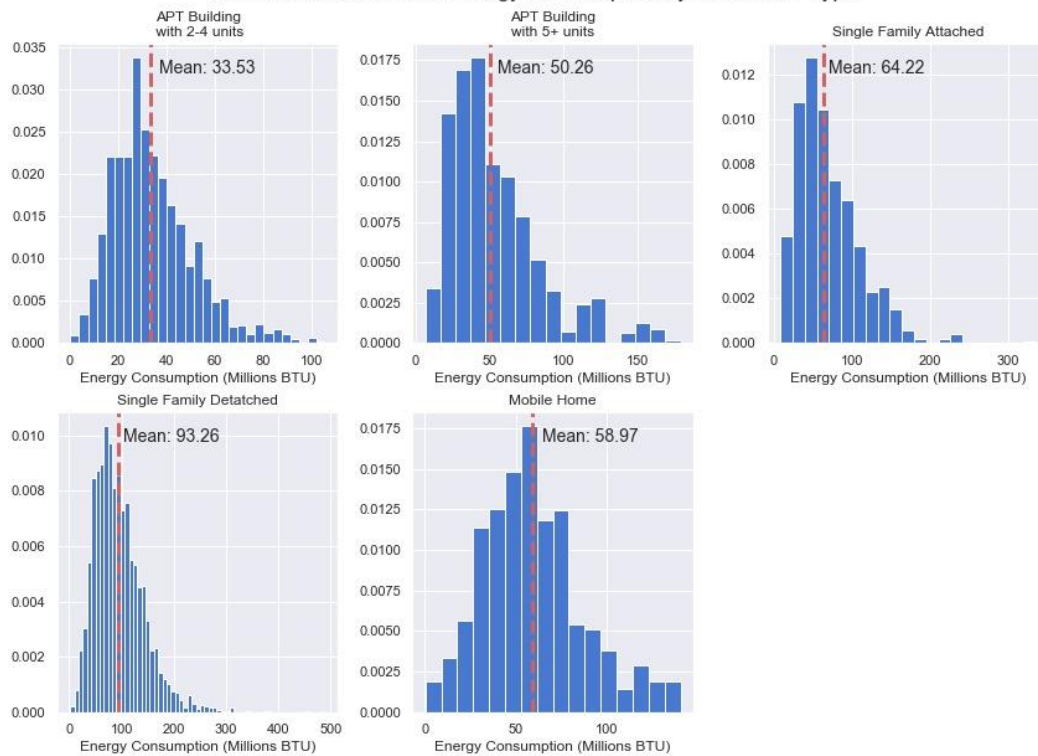 APT Building
with 2-4 units
0.035
0.030
0.025
0.020
0.015
0.010
0.005
0.000
Mean: 33.53
0 20 40 60 80 100
Energy Consumption (Millions BTU)
APT Building
with 5+ units
0.0175
0.0150
0.0125
0.0100
0.0075
0.0050
0.0025
0.0000
Mean: 50.26
0 50 100 150
Energy Consumption (Millions BTU)
Single Family Attached
0.012
0.010
0.008
0.006
0.004
0.002
0.000
Mean: 64.22
0 100 200 300
Energy Consumption (Millions BTU)
Single Family Detatched
0.010
0.008
0.006
0.004
0.002
0.000
Mean: 93.26
0 100 200 300 400 500
Energy Consumption (Millions BTU)
Mobile Home
0.0175
0.0150
0.0125
0.0100
0.0075
0.0050
0.0025
0.0000
Mean: 58.97
0 50 100
Energy Consumption (Millions BTU)